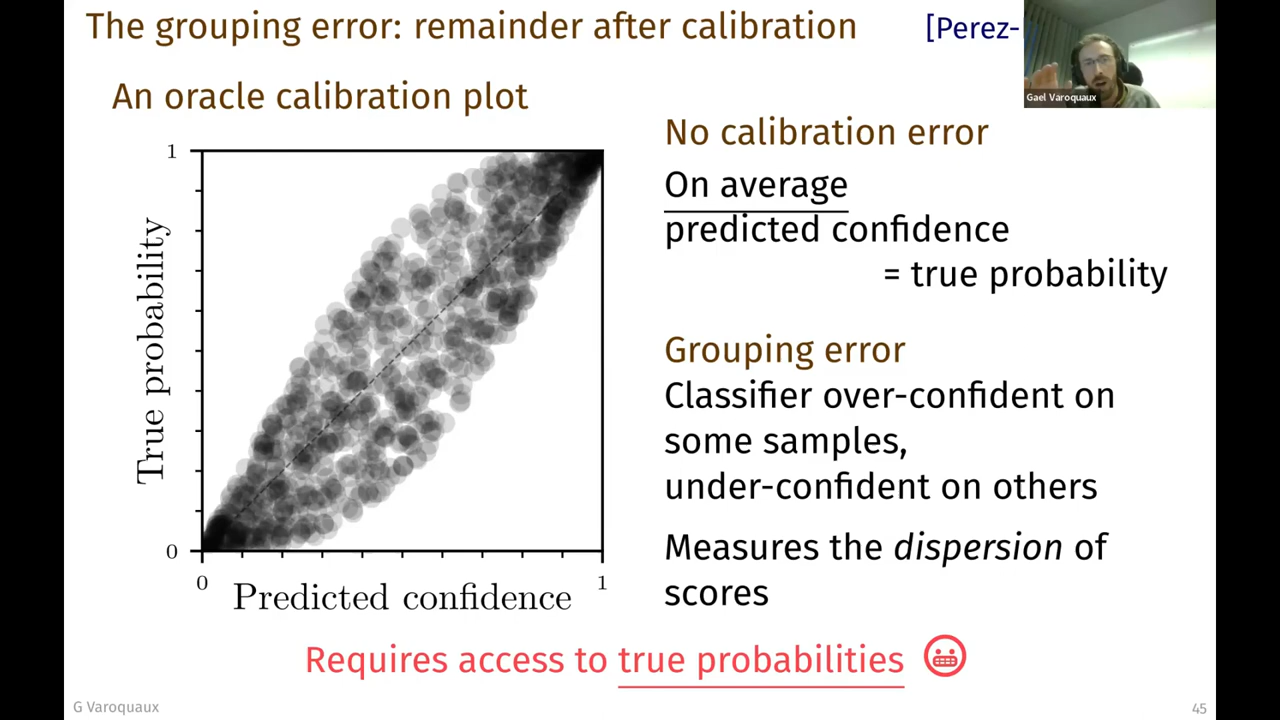 The grouping error: remainder after calibration [Perez-
Gael Varoquaux
An oracle calibration plot
1
True probability
0
0
1
Predicted confidence
No calibration error
On average
predicted confidence
= true probability
Grouping error
Classifier over-confident on
some samples,
under-confident on others
Measures the dispersion of
scores
Requires access to true probabilities
G Varoquaux
45